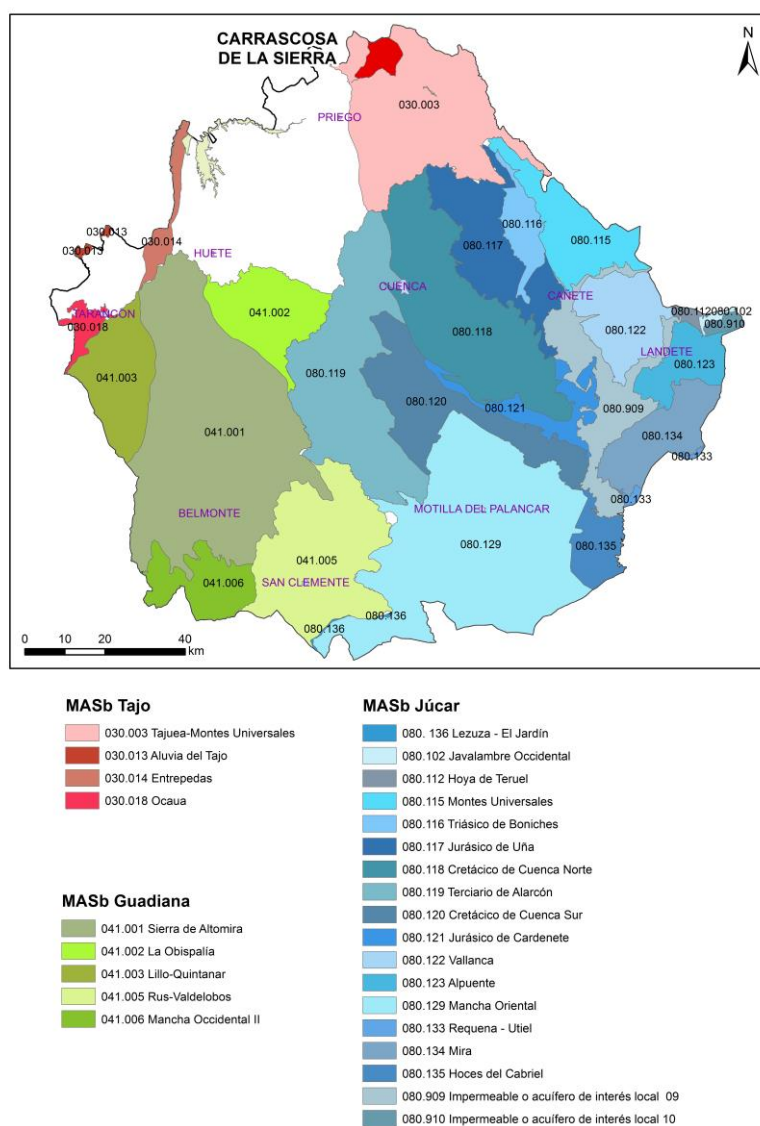 CARRASCOSA
DE LA SIERRA
N
030.003
PRIEGO
080.116
030.013
030.014
080.117
080.115
030.013
HUETE
CUENCA
CAÑETE
TARANCÓN
030.018
041.002
080.118
080.122
080.112
080.102
080.910
LANDETE
080.119
080.123
041.003
080.120
080.121
080.909
041.001
080.134
080.133
080.133
BELMONTE
MOTILLA DEL PALANCAR
080.129
080.135
041.005
041.006
SAN CLEMENTE
080.136
080.136
0 10 20 40
km
MASb Tajo
030.003 Tajuea-Montes Universales
030.013 Aluvia del Tajo
030.014 Entrepedas
030.018 Ocaua
MASb Guadiana
041.001 Sierra de Altomira
041.002 La Obispalía
041.003 Lillo-Quintanar
041.005 Rus-Valdelobos
041.006 Mancha Occidental II
MASb Júcar
080. 136 Lezuza - El Jardín
080.102 Javalambre Occidental
080.112 Hoya de Teruel
080.115 Montes Universales
080.116 Triásico de Boniches
080.117 Jurásico de Uña
080.118 Cretácico de Cuenca Norte
080.119 Terciario de Alarcón
080.120 Cretácico de Cuenca Sur
080.121 Jurásico de Cardenete
080.122 Vallanca
080.123 Alpuente
080.129 Mancha Oriental
080.133 Requena - Utiel
080.134 Mira
080.135 Hoces del Cabriel
080.909 Impermeable o acuífero de interés local 09
080.910 Impermeable o acuífero de interés local 10